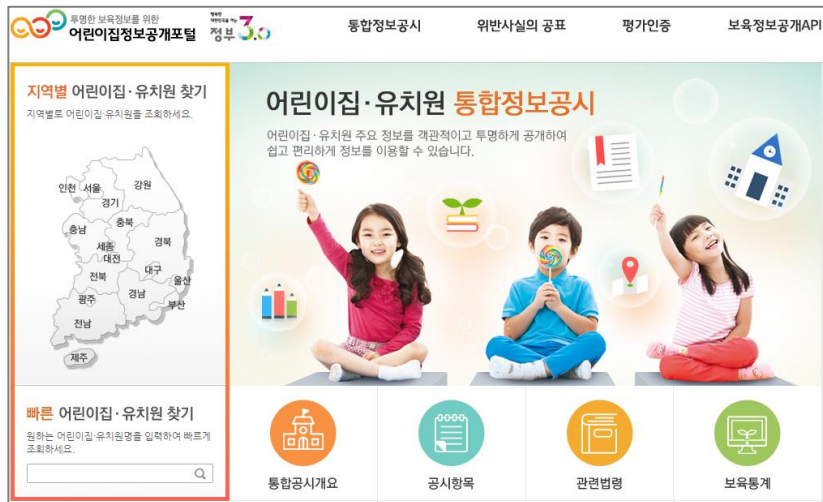 투명한 보육정보를 위한
어린이집정보공개포털
정부3.0
통합정보공시
위반사실의 공표
평가인증
보육정보공개API
지역별 어린이집·유치원 찾기
지역별로 어린이집·유치원을 조회하세요.
인천
서울
강원
경기
충북
충남
세종
경북
대전
전북
대구
울산
광주
경남
부산
전남
제주
어린이집·유치원 통합정보공시
어린이집·유치원 주요 정보를 객관적이고 투명하게 공개하여
쉽고 편리하게 정보를 이용할 수 있습니다.
빠른 어린이집·유치원 찾기
원하는 어린이집·유치원명을 입력하여 빠르게
조회하세요.
통합공시개요
공시항목
관련법령
보육통계